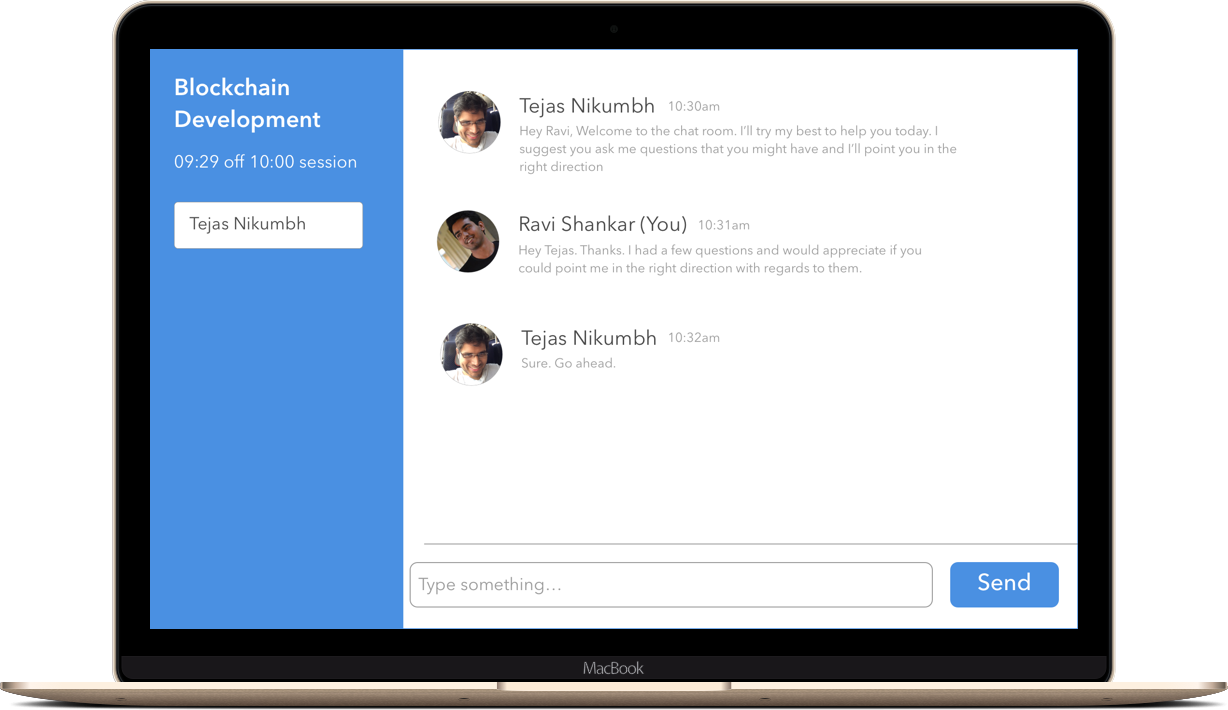 Blockchain
Development
09:29 off 10:00 session
Tejas Nikumbh
Tejas Nikumbh 10:30am
Hey Ravi, Welcome to the chat room. I'll try my best to help you today. I
suggest you ask me questions that you might have and I'll point you in the
right direction
Ravi Shankar (You) 10:31am
Hey Tejas. Thanks. I had a few questions and would appreciate if you
could point me in the right direction with regards to them.
Tejas Nikumbh 10:32am
Sure. Go ahead.
Type something...
Send
MacBook